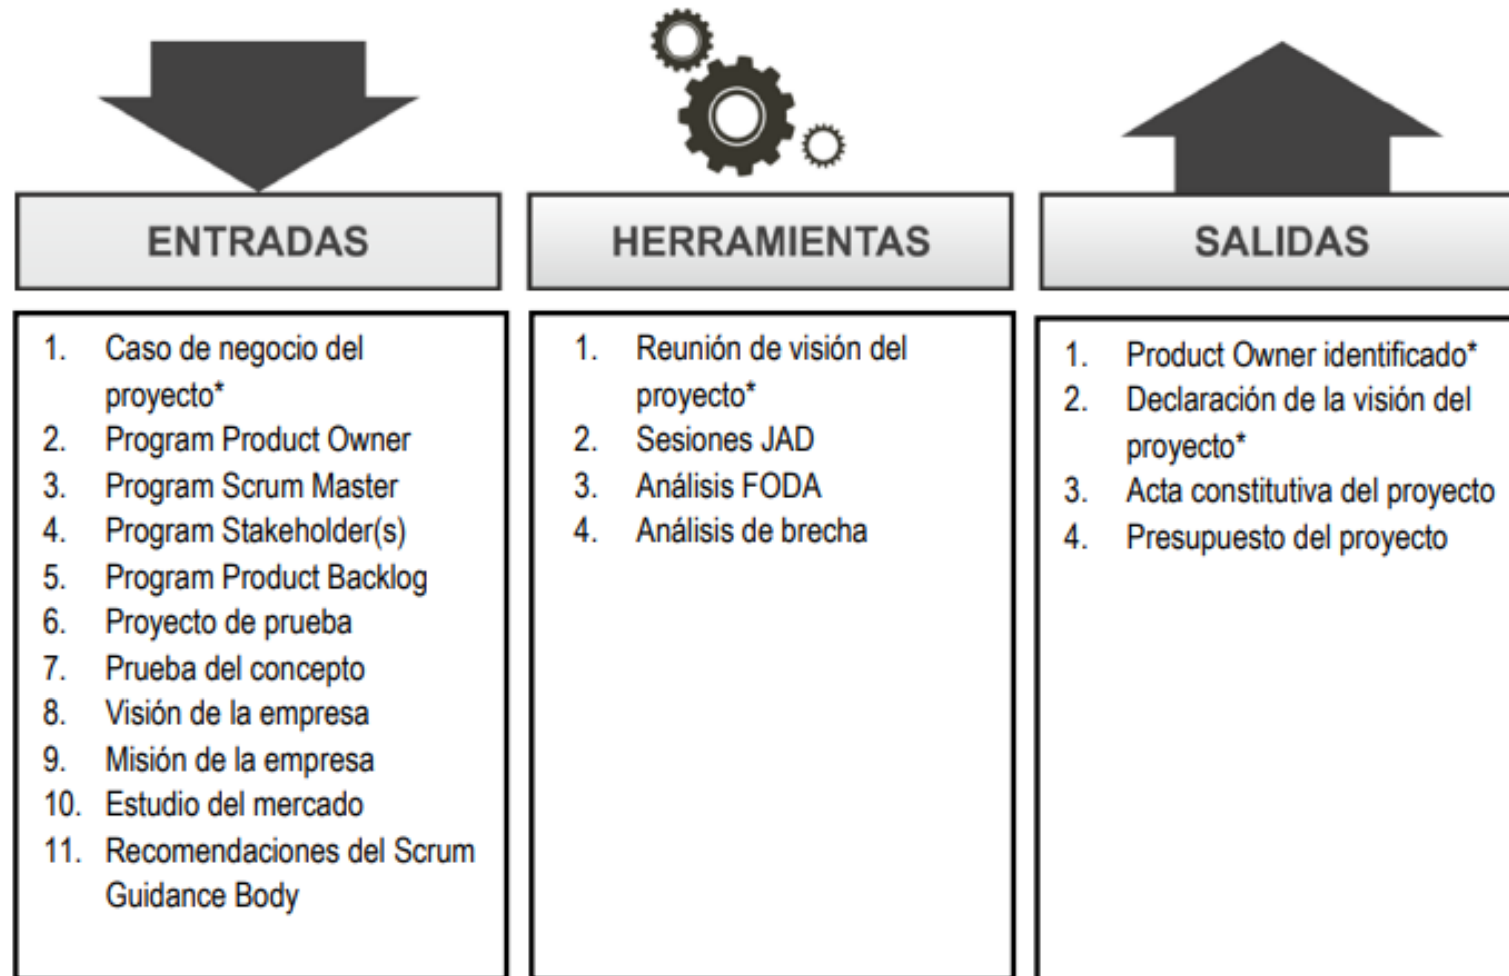 ENTRADAS
1. Caso de negocio del
proyecto*
2. Program Product Owner
3. Program Scrum Master
4. Program Stakeholder(s)
5. Program Product Backlog
6. Proyecto de prueba
7. Prueba del concepto
8. Visión de la empresa
9. Misión de la empresa
10. Estudio del mercado
11. Recomendaciones del Scrum
Guidance Body
HERRAMIENTAS
1. Reunión de visión del
proyecto*
2. Sesiones JAD
3. Análisis FODA
4. Análisis de brecha
SALIDAS
1. Product Owner identificado*
2. Declaración de la visión del
proyecto*
3. Acta constitutiva del proyecto
4. Presupuesto del proyecto